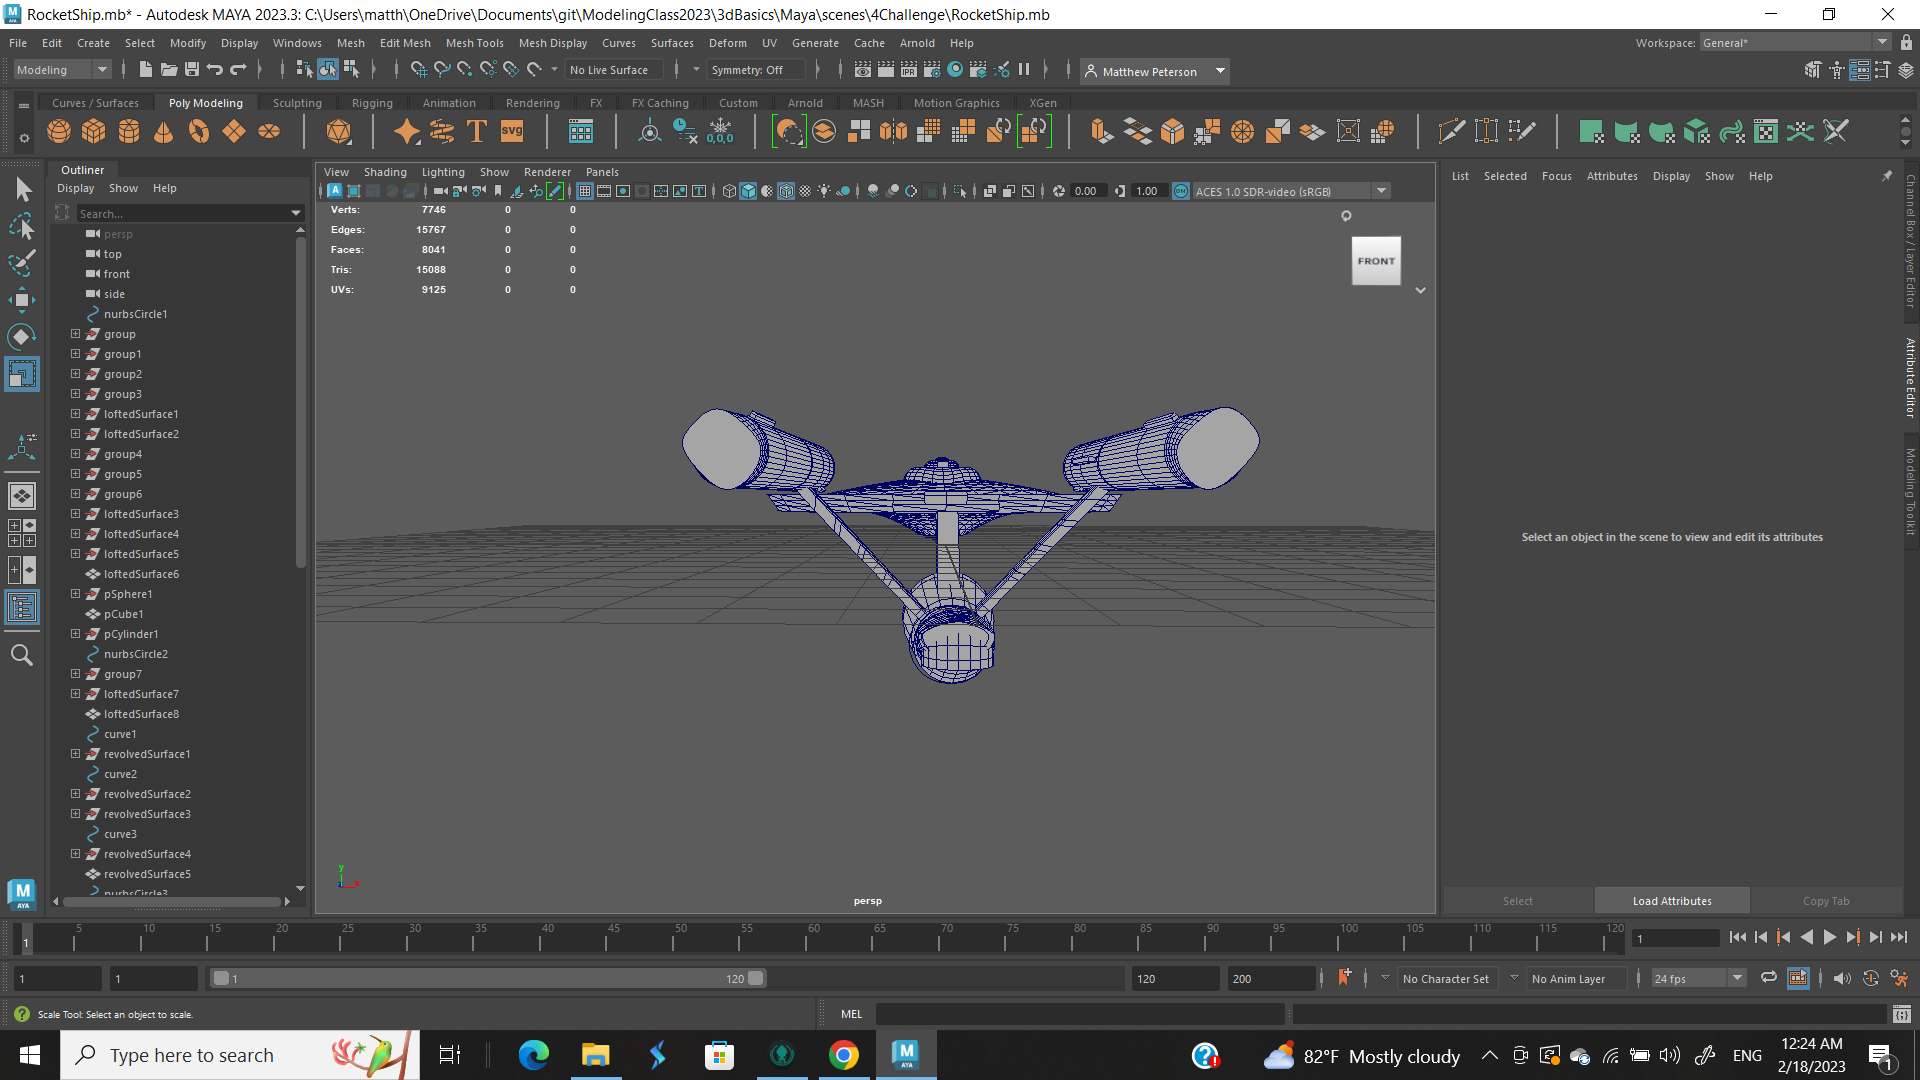 RocketShip.mb* - Autodesk MAYA 2023.3: C:\Users\matth\OneDrive\Documents\git\ModelingClass2023\3dBasics\Maya\scenes\4Challenge\RocketShip.mb
File Edit Create Select Modify Display Windows Mesh Edit Mesh Mesh Tools Mesh Display Curves Surfaces Deform UV Generate Cache Arnold Help
Workspace: General*
Modeling
No Live Surface
Symmetry: Off
IPR
Matthew Peterson
Curves / Surfaces Poly Modeling Sculpting Rigging Animation Rendering FX FX Caching Custom Arnold MASH Motion Graphics XGen
T
SVG
0,0,0
Outliner
Display Show Help
Search...
persp
top
front
side
nurbsCircle1
group
group1
group2
group3
loftedSurface1
loftedSurface2
group4
group5
group6
loftedSurface3
loftedSurface4
loftedSurface5
loftedSurface6
pSphere1
pCube1
pCylinder1
nurbsCircle2
group7
loftedSurface7
loftedSurface8
curve1
revolvedSurface1
curve2
revolvedSurface2
revolvedSurface3
curve3
revolvedSurface4
revolvedSurface5
nurbsCircle3
View Shading Lighting Show Renderer Panels
0.00
1.00
ON
ACES 1.0 SDR-video (sRGB)
Verts: 7746 0 0
Edges: 15767 0 0
Faces: 8041 0 0
Tris: 15088 0 0
UVs: 9125 0 0
FRONT
y
persp
List Selected Focus Attributes Display Show Help
Select an object in the scene to view and edit its attributes
Select
Load Attributes
Copy Tab
Channel Box / Layer Editor
Attribute Editor
Modeling Toolkit
M
AYA
1
5 10 15 20 25 30 35 40 45 50 55 60 65 70 75 80 85 90 95 100 105 110 115 120
1
1
1
1
120
120
200
No Character Set
No Anim Layer
24 fps
Scale Tool: Select an object to scale.
MEL
Type here to search
82°F Mostly cloudy
ENG
12:24 AM
2/18/2023
1